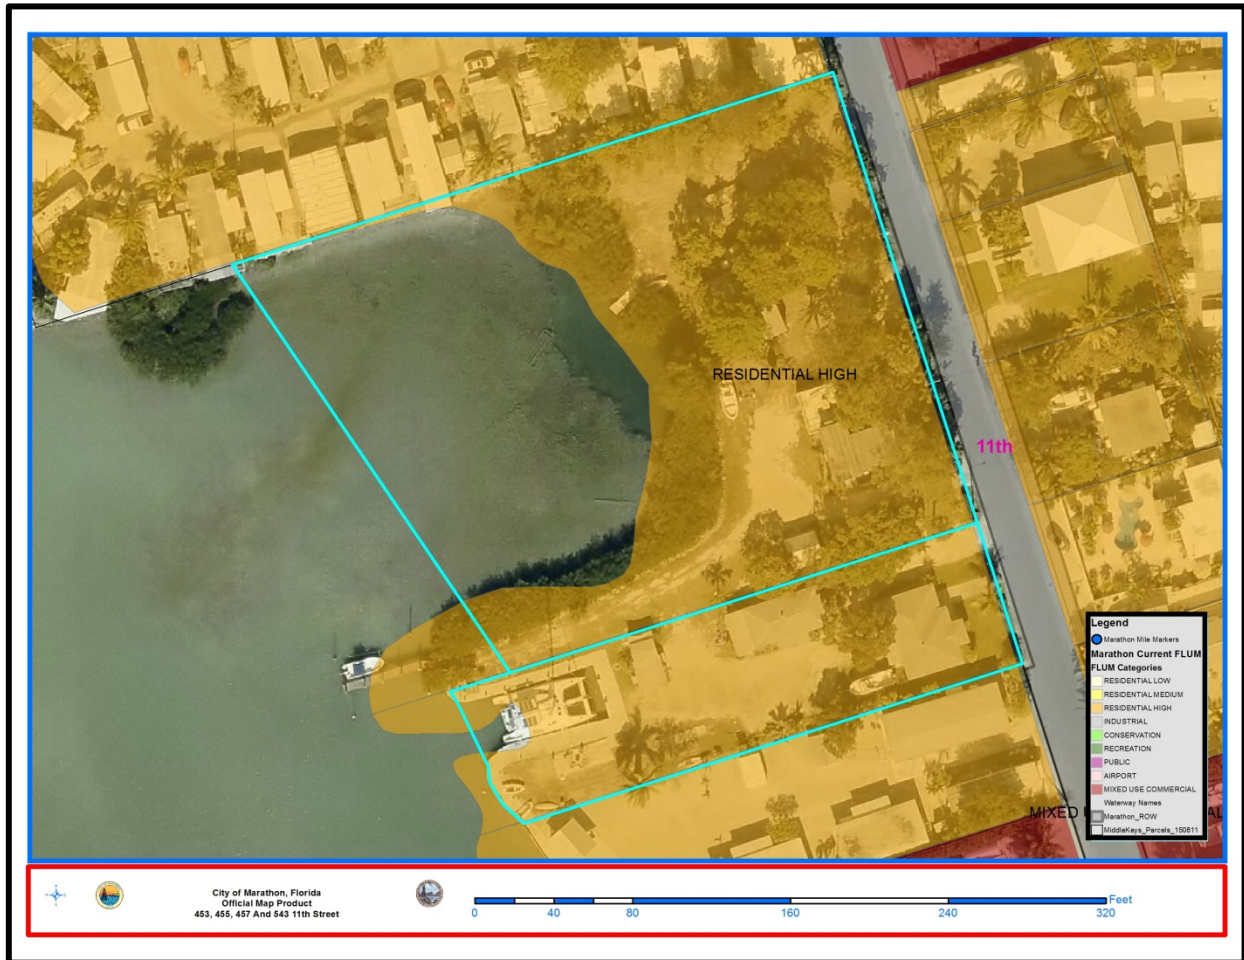 RESIDENTIAL HIGH
11th
MIXED U
AL
Legend
Marathon Mile Markers
Marathon Current FLUM
FLUM Categories
RESIDENTIAL LOW
RESIDENTIAL MEDIUM
RESIDENTIAL HIGH
INDUSTRIAL
CONSERVATION
RECREATION
PUBLIC
AIRPORT
MIXED USE COMMERCIAL
Waterway Names
Marathon_ROW
MiddleKeys_Parcels_150811
City of Marathon, Florida
Official Map Product
453, 455, 457 And 543 11th Street
Feet
0 40 80 160 240 320